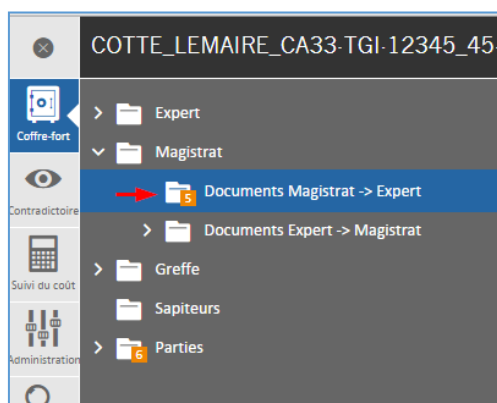 COTTE_LEMAIRE_CA33-TGI-12345_45-
Coffre-fort
Contradictoire
Suivi du coût
Administration
Expert
Magistrat
Documents Magistrat -> Expert
5
Documents Expert -> Magistrat
Greffe
Sapiteurs
Parties
6